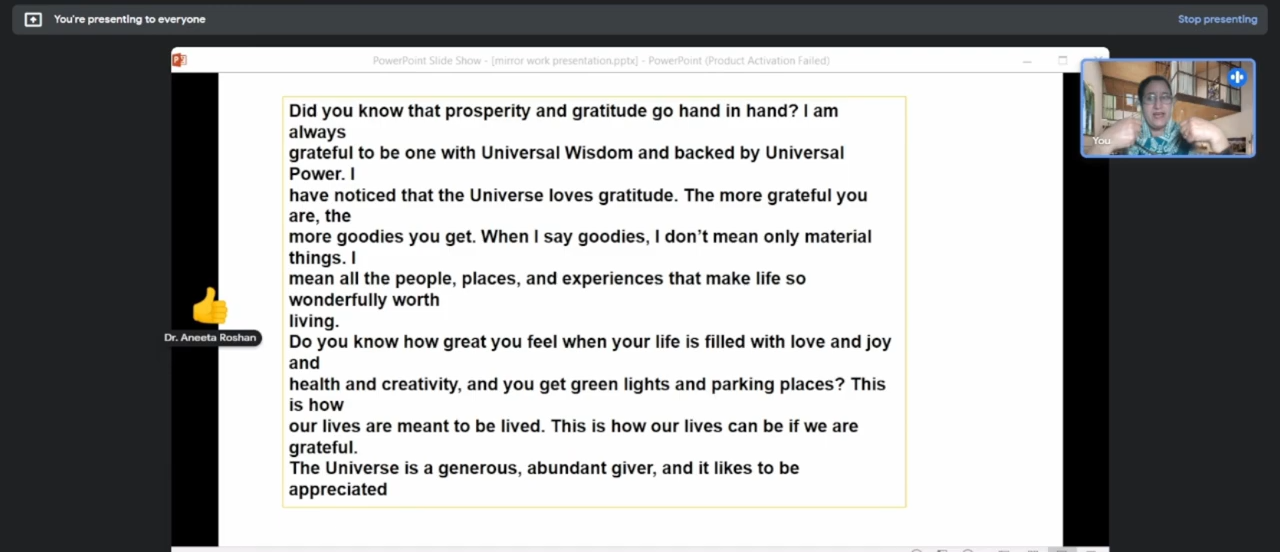 You're presenting to everyone
Stop presenting
PowerPoint Slide Show - [mirror work presentation.pptx] - PowerPoint (Product Activation Failed)
Did you know that prosperity and gratitude go hand in hand? I am
always
grateful to be one with Universal Wisdom and backed by Universal
Power. I
have noticed that the Universe loves gratitude. The more grateful you
are, the
more goodies you get. When I say goodies, I don’t mean only material
things. I
mean all the people, places, and experiences that make life so
wonderfully worth
living.
Do you know how great you feel when your life is filled with love and joy
and
health and creativity, and you get green lights and parking places? This
is how
our lives are meant to be lived. This is how our lives can be if we are
grateful.
The Universe is a generous, abundant giver, and it likes to be
appreciated
You
Dr. Aneeta Roshan